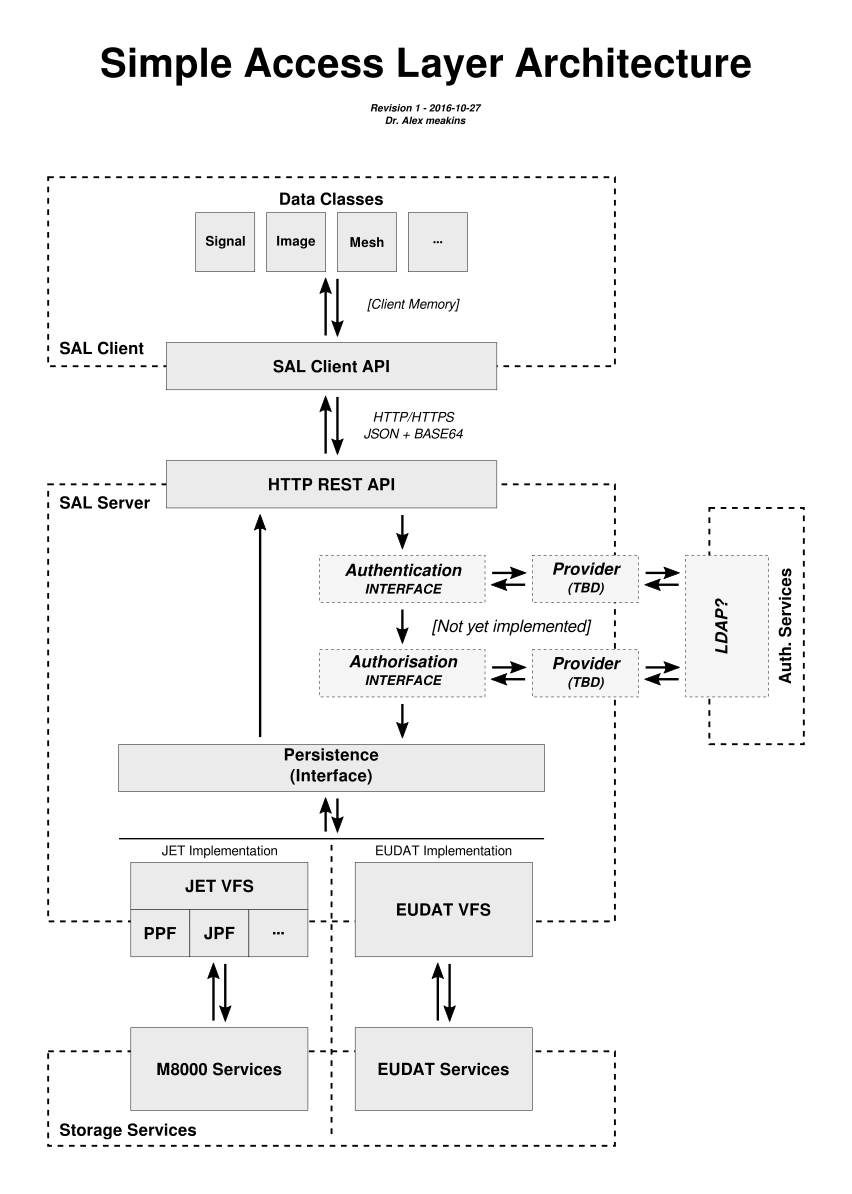 Simple Access Layer Architecture
Revision 1 - 2016-10-27
Dr. Alex meakins
Data Classes
Signal
Image
Mesh
...
[Client Memory]
SAL Client
SAL Client API
HTTP/HTTPS
JSON + BASE64
HTTP REST API
SAL Server
Authentication
INTERFACE
Provider
(TBD)
[Not yet implemented]
Authorisation
INTERFACE
Provider
(TBD)
LDAP?
Auth. Services
Persistence
(Interface)
JET Implementation
EUDAT Implementation
JET VFS
PPF
JPF
...
EUDAT VFS
M8000 Services
EUDAT Services
Storage Services